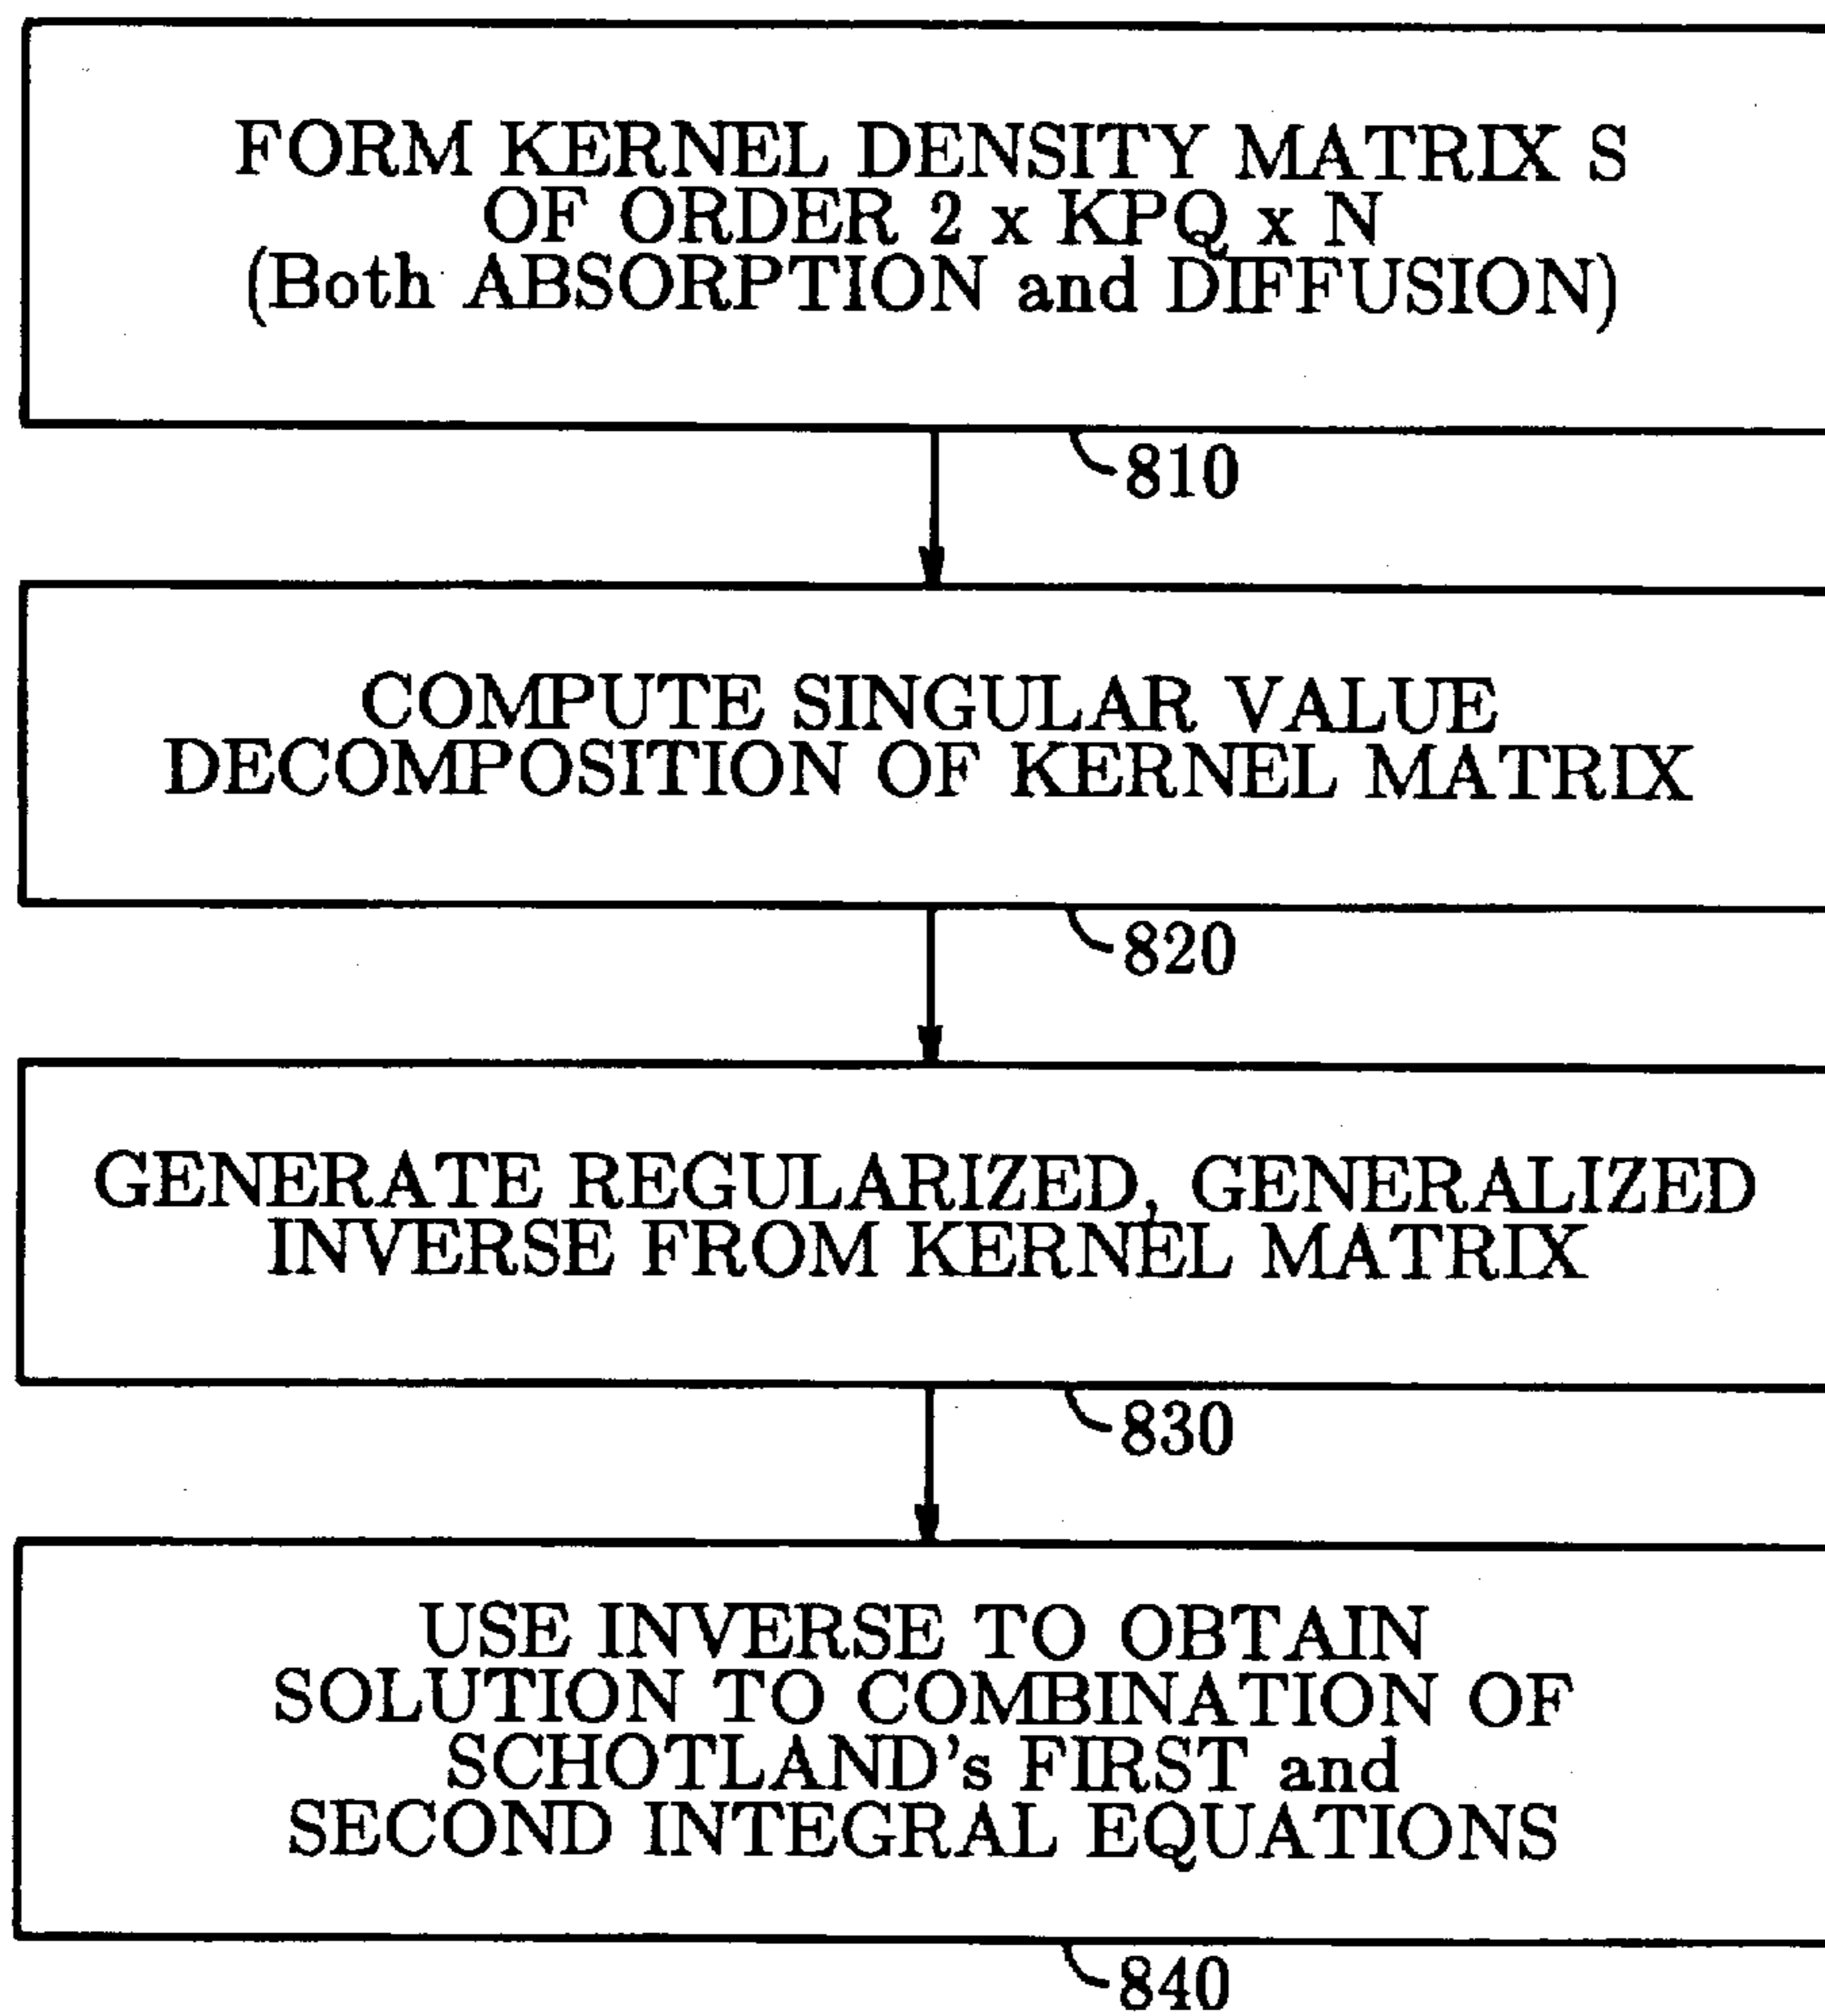 FORM KERNEL DENSITY MATRIX S
OF ORDER 2 x KPQ x N
(Both ABSORPTION and DIFFUSION)
810
COMPUTE SINGULAR VALUE
DECOMPOSITION OF KERNEL MATRIX
820
GENERATE REGULARIZED, GENERALIZED
INVERSE FROM KERNEL MATRIX
830
USE INVERSE TO OBTAIN
SOLUTION TO COMBINATION OF
SCHOTLAND's FIRST and
SECOND INTEGRAL EQUATIONS
840